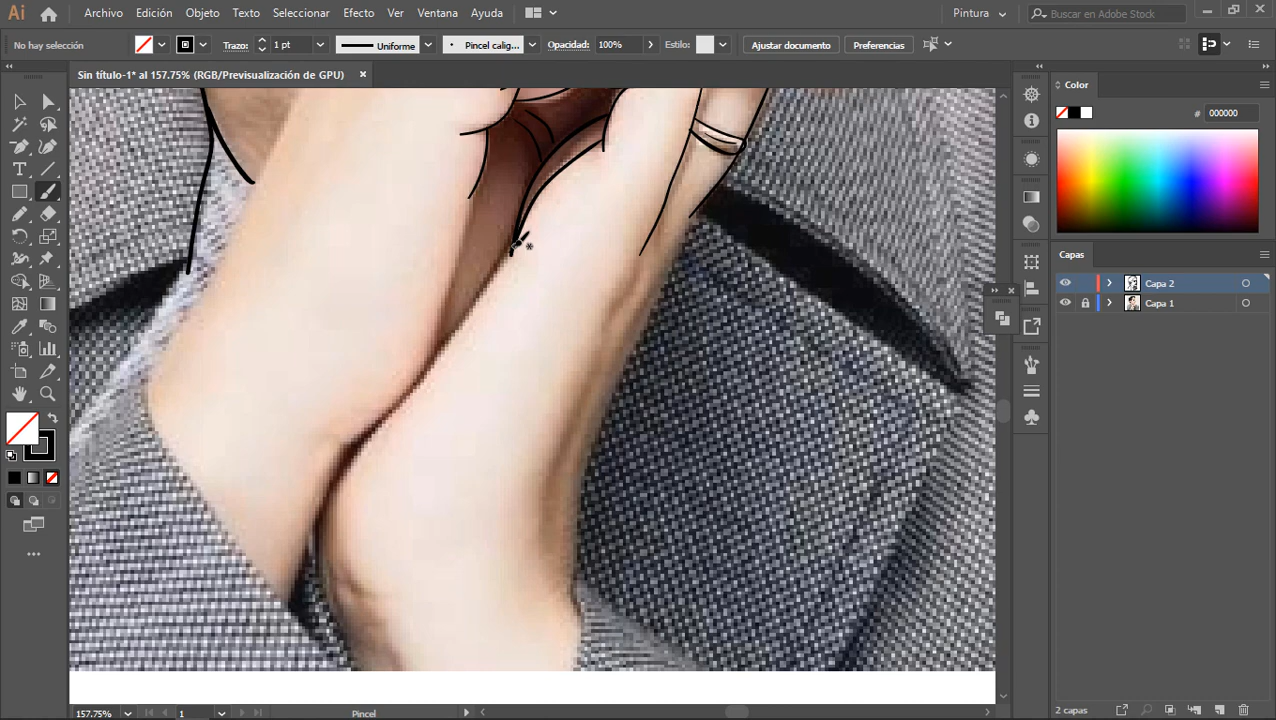 Ai Archivo Edición Objeto Texto Seleccionar Efecto Ver Ventana Ayuda Pintura Buscar en Adobe Stock
No hay selección Trazo: 1 pt Uniforme Pincel calig... Opacidad: 100% Estilo: Ajustar documento Preferencias
Sin título-1* al 157.75% (RGB/Previsualización de GPU)
Color
# 000000
Capas
Capa 2
Capa 1
2 capas
157.75% 1 Pincel